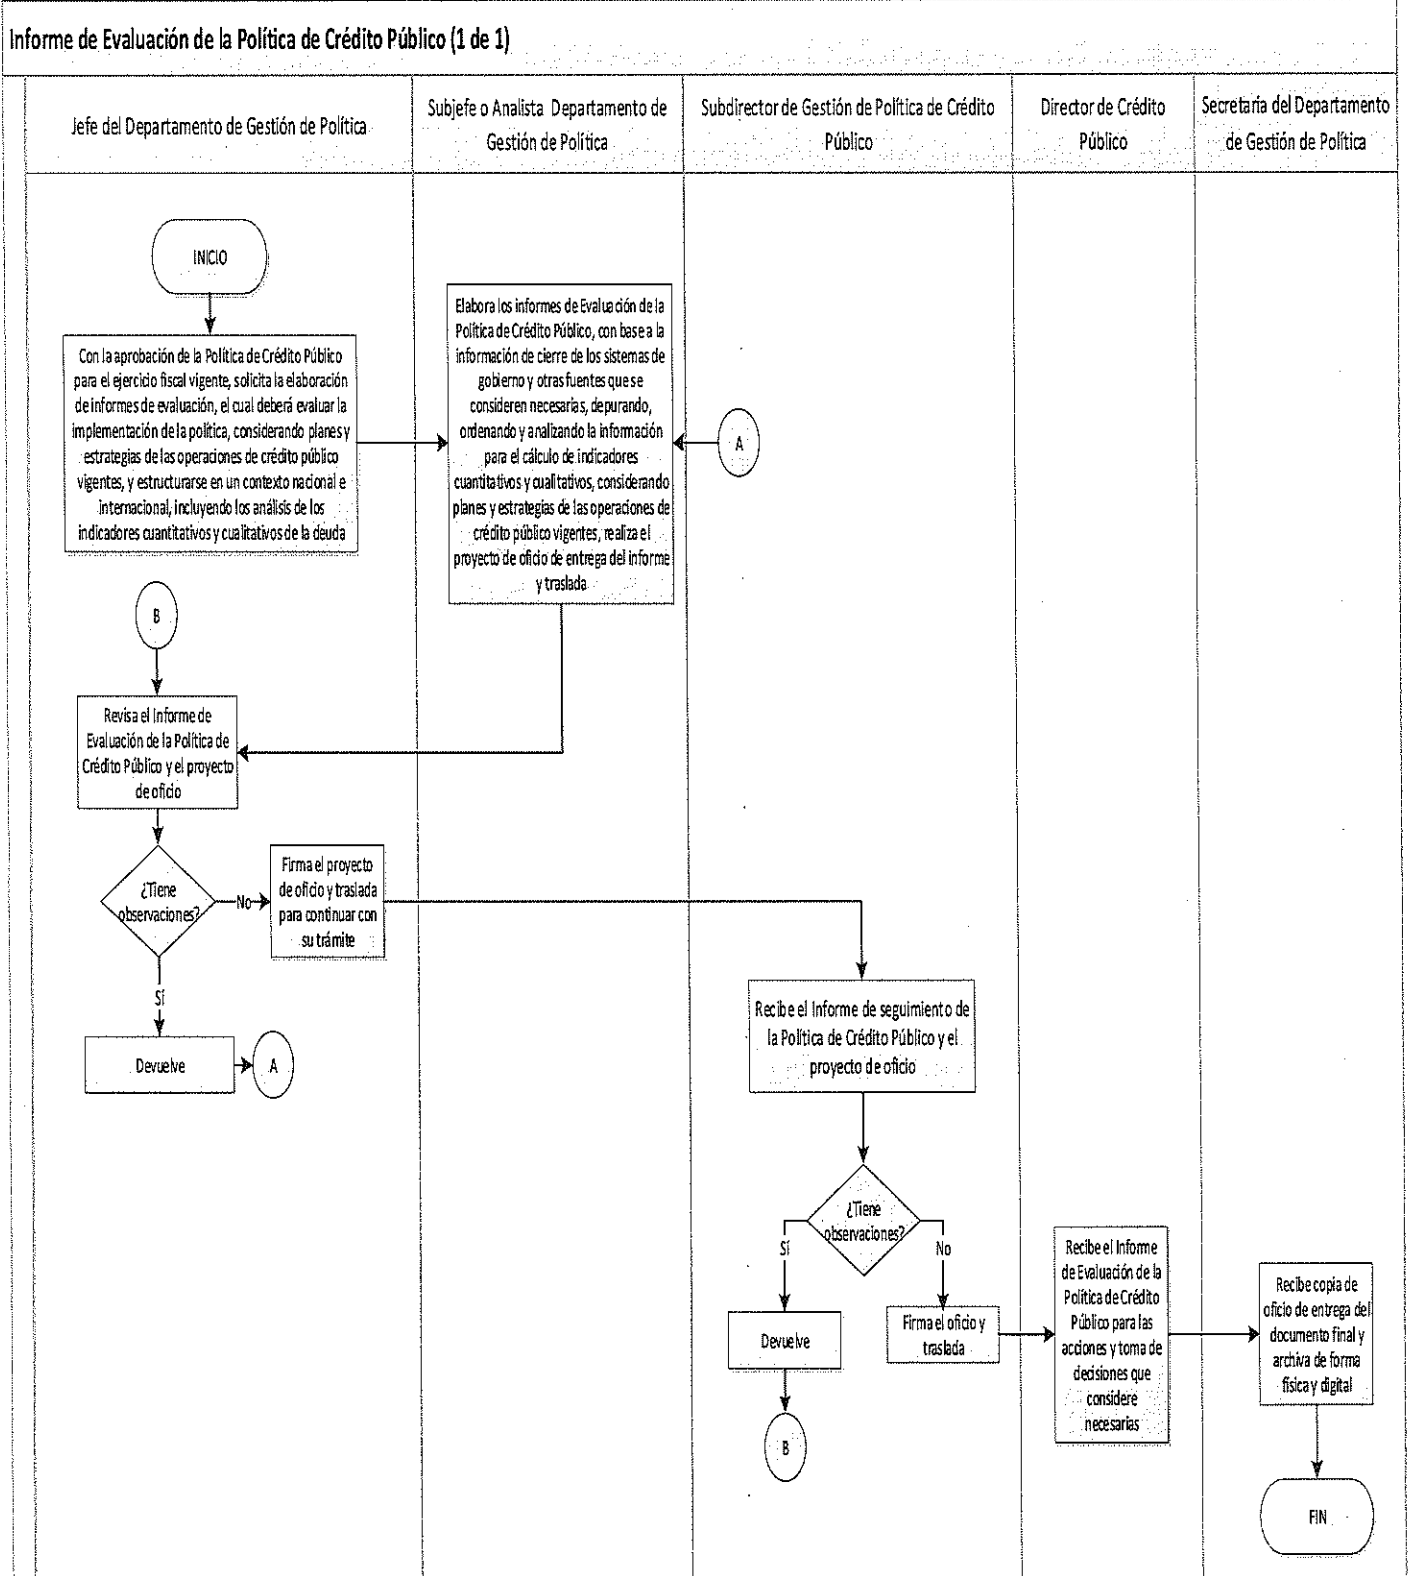 Informe de Evaluación de la Política de Crédito Público (1 de 1)
Jefe del Departamento de Gestión de Política
Subjefe o Analista Departamento de
Gestión de Política
Subdirector de Gestión de Política de Crédito
Público
Director de Crédito
Público
Secretaría del Departamento
de Gestión de Política
INICIO
Con la aprobación de la Política de Crédito Público
para el ejercicio fiscal vigente, solicita la elaboración
de informes de evaluación, el cual deberá evaluar la
implementación de la política, considerando planes y
estrategias de las operaciones de crédito público
vigentes, y estructurarse en un contexto nacional e
internacional, incluyendo los análisis de los
indicadores cuantitativos y cualitativos de la deuda
Elabora los informes de Evaluación de la
Política de Crédito Público, con base a la
información de cierre de los sistemas de
gobierno y otras fuentes que se
consideren necesarias, depurando,
ordenando y analizando la información
para el cálculo de indicadores
cuantitativos y cualitativos, considerando
planes y estrategias de las operaciones de
crédito público vigentes, realiza el
proyecto de oficio de entrega del informe
y traslada
A
B
Revisa el Informe de
Evaluación de la Política de
Crédito Público y el proyecto
de oficio
¿Tiene
observaciones?
No
Firma el proyecto
de oficio y traslada
para continuar con
su trámite
Sí
Devuelve
A
Recibe el Informe de seguimiento de
la Política de Crédito Público y el
proyecto de oficio
¿Tiene
observaciones?
Sí
No
Devuelve
B
Firma el oficio y
traslada
Recibe el Informe
de Evaluación de la
Política de Crédito
Público para las
acciones y toma de
decisiones que
considere
necesarias
Recibe copia de
oficio de entrega del
documento final y
archiva de forma
física y digital
FIN